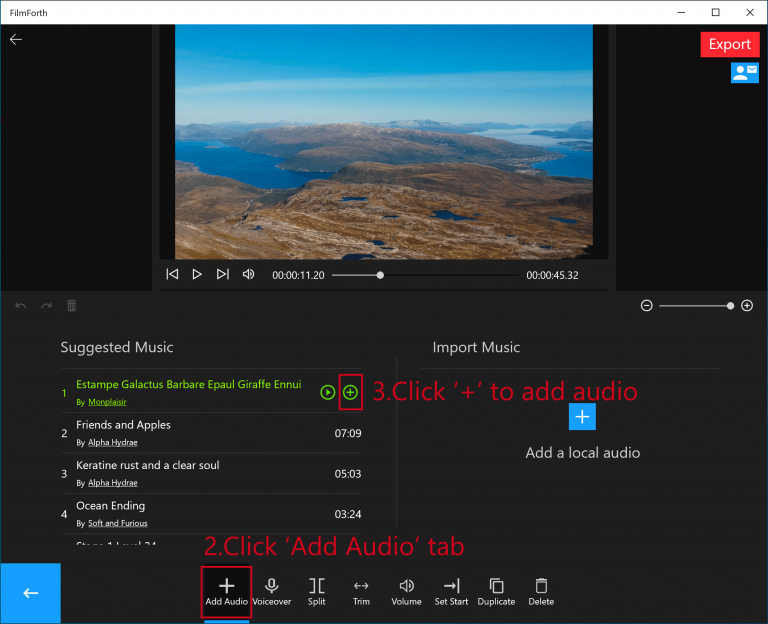 FilmForth
Export
00:00:11.20
00:00:45.32
Suggested Music
Import Music
1
Estampe Galactus Barbare Epaul Giraffe Ennui
By Monplaisir
3.Click ‘+’ to add audio
2
Friends and Apples
By Alpha Hydrae
07:09
Add a local audio
3
Keratine rust and a clear soul
By Alpha Hydrae
05:03
4
Ocean Ending
By Soft and Furious
03:24
2.Click ‘Add Audio’ tab
Add Audio
Voiceover
Split
Trim
Volume
Set Start
Duplicate
Delete